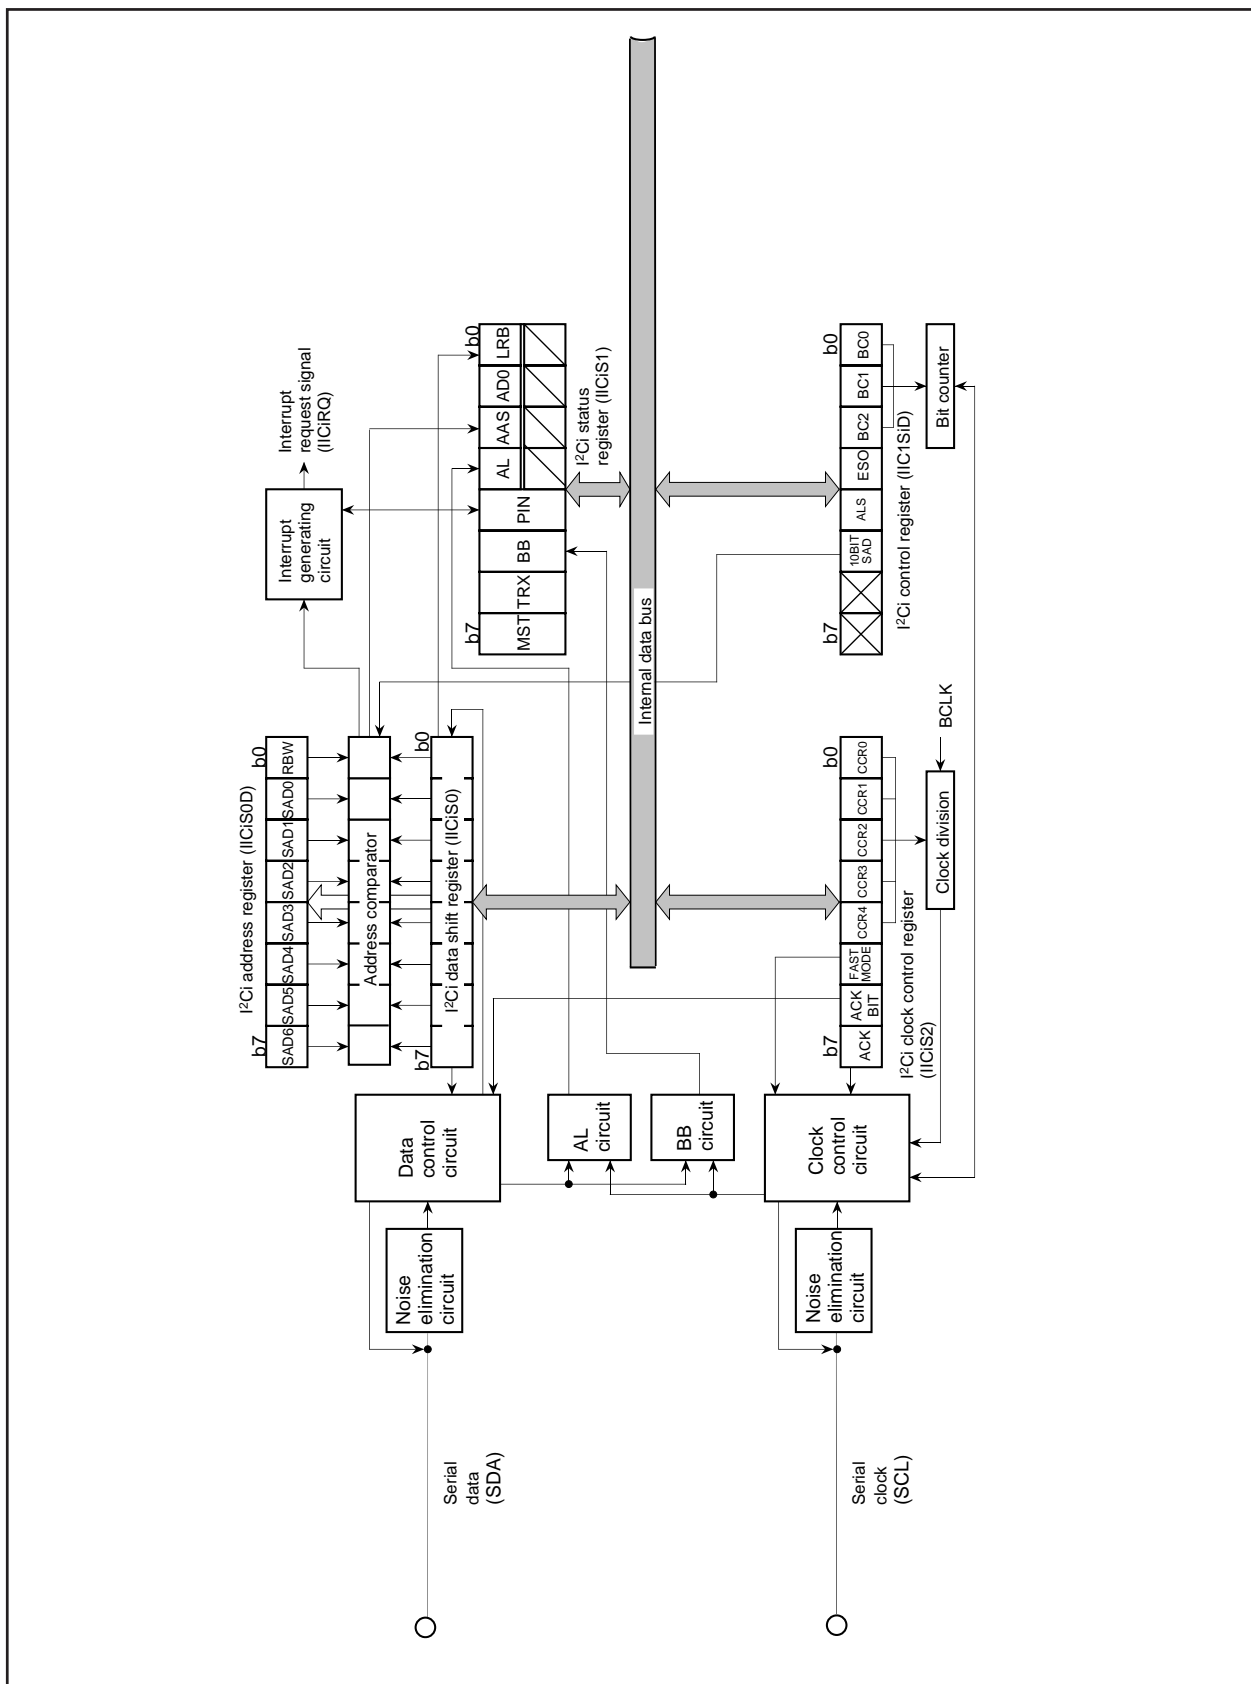 I²Ci address register (IICiS0D)
b7
b0
SAD6
SAD5
SAD4
SAD3
SAD2
SAD1
SAD0
RBW
Address comparator
b7
b0
I²Ci data shift register (IICiS0)
Interrupt
generating
circuit
Interrupt
request signal
(IICiRQ)
b7
b0
MST
TRX
BB
PIN
AL
AAS
AD0
LRB
I²Ci status
register (IICiS1)
Serial
data
(SDA)
Noise
elimination
circuit
Data
control
circuit
AL
circuit
BB
circuit
Internal data bus
Serial
clock
(SCL)
Noise
elimination
circuit
Clock
control
circuit
b7
b0
ACK
ACK
BIT
FAST
MODE
CCR4
CCR3
CCR2
CCR1
CCR0
I²Ci clock control register
(IICiS2)
Clock division
BCLK
b7
b0
10BIT
SAD
ALS
ESO
BC2
BC1
BC0
I²Ci control register (IIC1SiD)
Bit counter